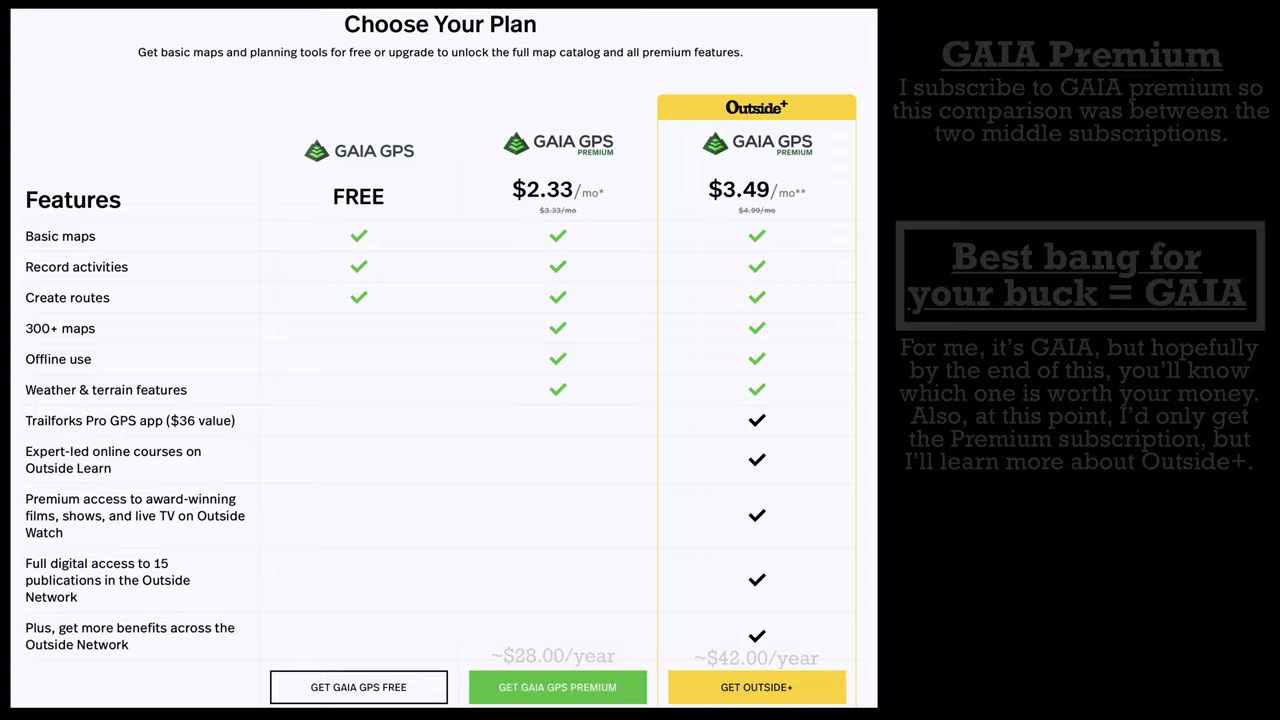 Choose Your Plan
Get basic maps and planning tools for free or upgrade to unlock the full map catalog and all premium features.
Outside+
GAIA GPS
GAIA GPS
PREMIUM
GAIA GPS
PREMIUM
Features
FREE
$2.33/mo*
$3.33/mo
$3.49/mo**
$4.99/mo
Basic maps
Record activities
Create routes
300+ maps
Offline use
Weather & terrain features
Trailforks Pro GPS app ($36 value)
Expert-led online courses on
Outside Learn
Premium access to award-winning
films, shows, and live TV on Outside
Watch
Full digital access to 15
publications in the Outside
Network
Plus, get more benefits across the
Outside Network
~$28.00/year
~$42.00/year
GET GAIA GPS FREE
GET GAIA GPS PREMIUM
GET OUTSIDE+
GAIA Premium
I subscribe to GAIA premium so
this comparison was between the
two middle subscriptions.
Best bang for
your buck = GAIA
For me, it's GAIA, but hopefully
by the end of this, you'll know
which one is worth your money.
Also, at this point, I'd only get
the Premium subscription, but
I'll learn more about Outside+.